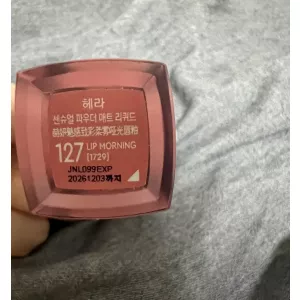 헤라
센슈얼 파우더 매트 리퀴드
127 LIP MORNING
[1729]
JNL099EXP
20261203까지